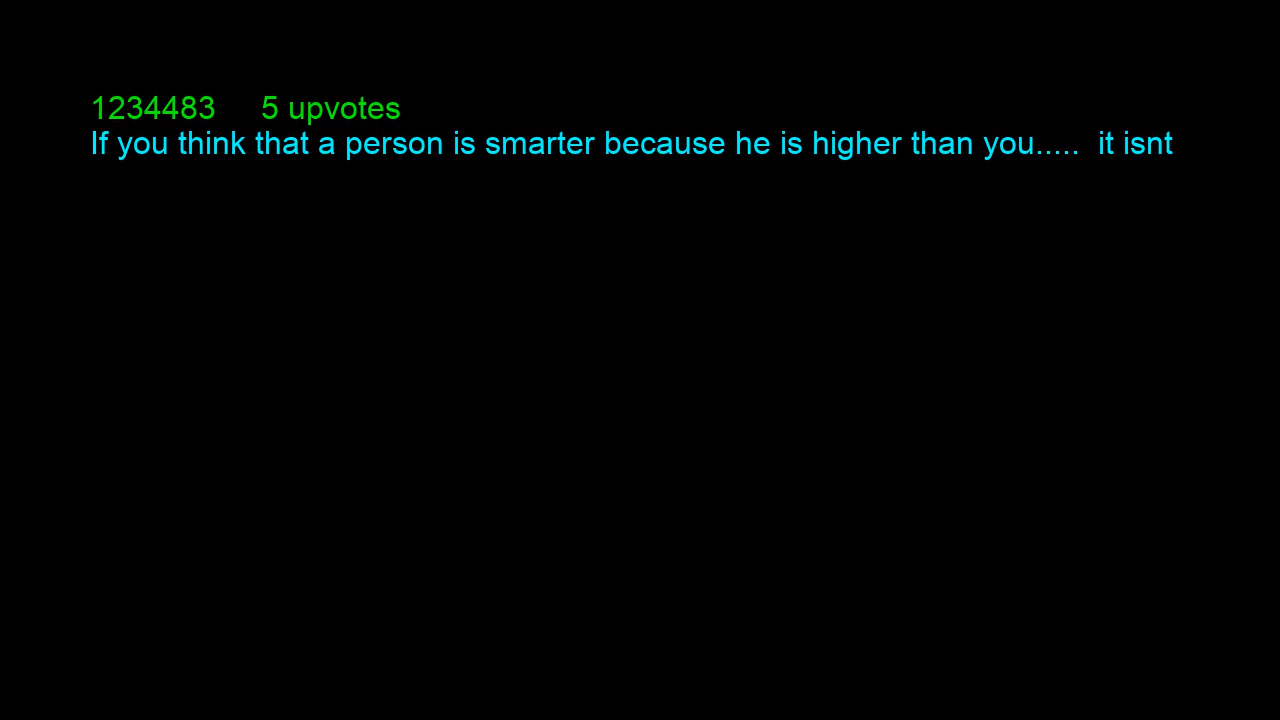 1234483 5 upvotes
If you think that a person is smarter because he is higher than you..... it isnt